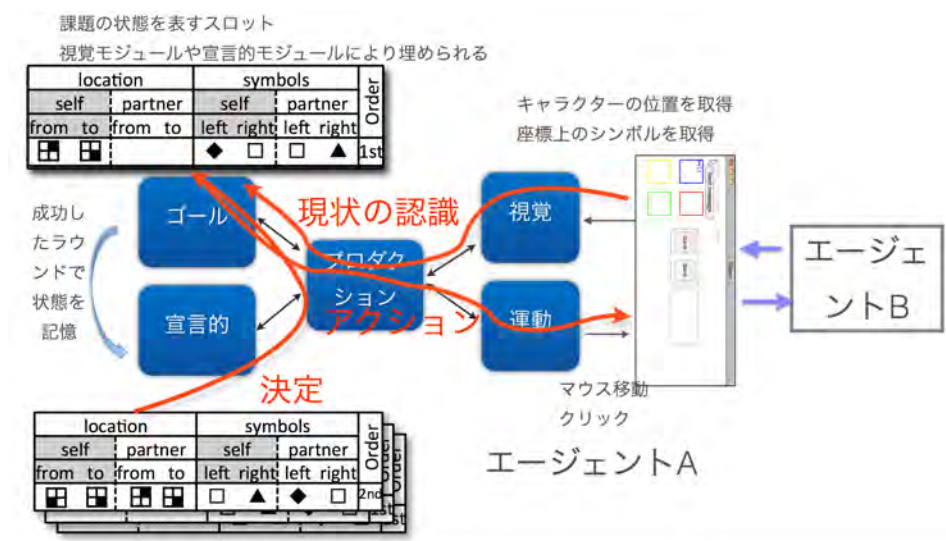 課題の状態を表すスロット
視覚モジュールや宣言的モジュールにより埋められる
location symbols Order
self partner self partner
from to from to left right left right
1st
キャラクターの位置を取得
座標上のシンボルを取得
成功し
たラウ
ンドで
状態を
記憶
ゴール
現状の認識
視覚
プロダク
ション
アクション
宣言的
運動
エージェ
ントB
決定
マウス移動
クリック
エージェントA
location symbols Order
self partner self partner
from to from to left right left right
2nd
1st